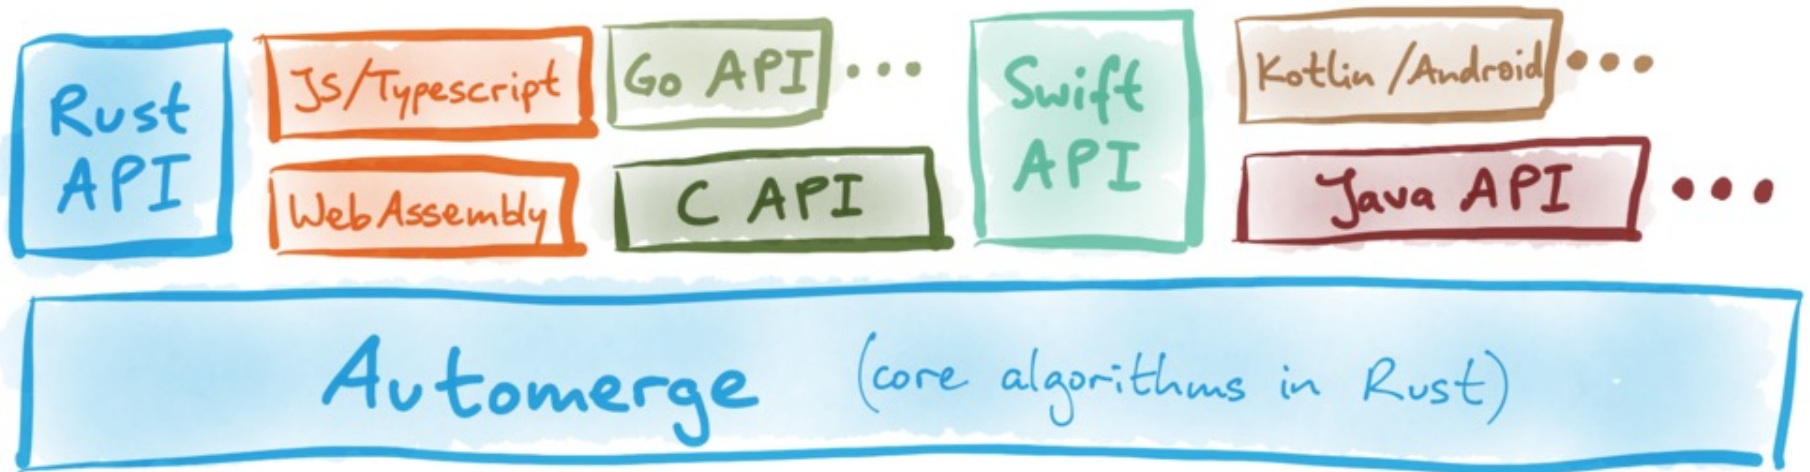 Rust
API
JS/Typescript
WebAssembly
Go API ...
C API
Swift
API
Kotlin/Android ...
Java API ...
Automerge (core algorithms in Rust)